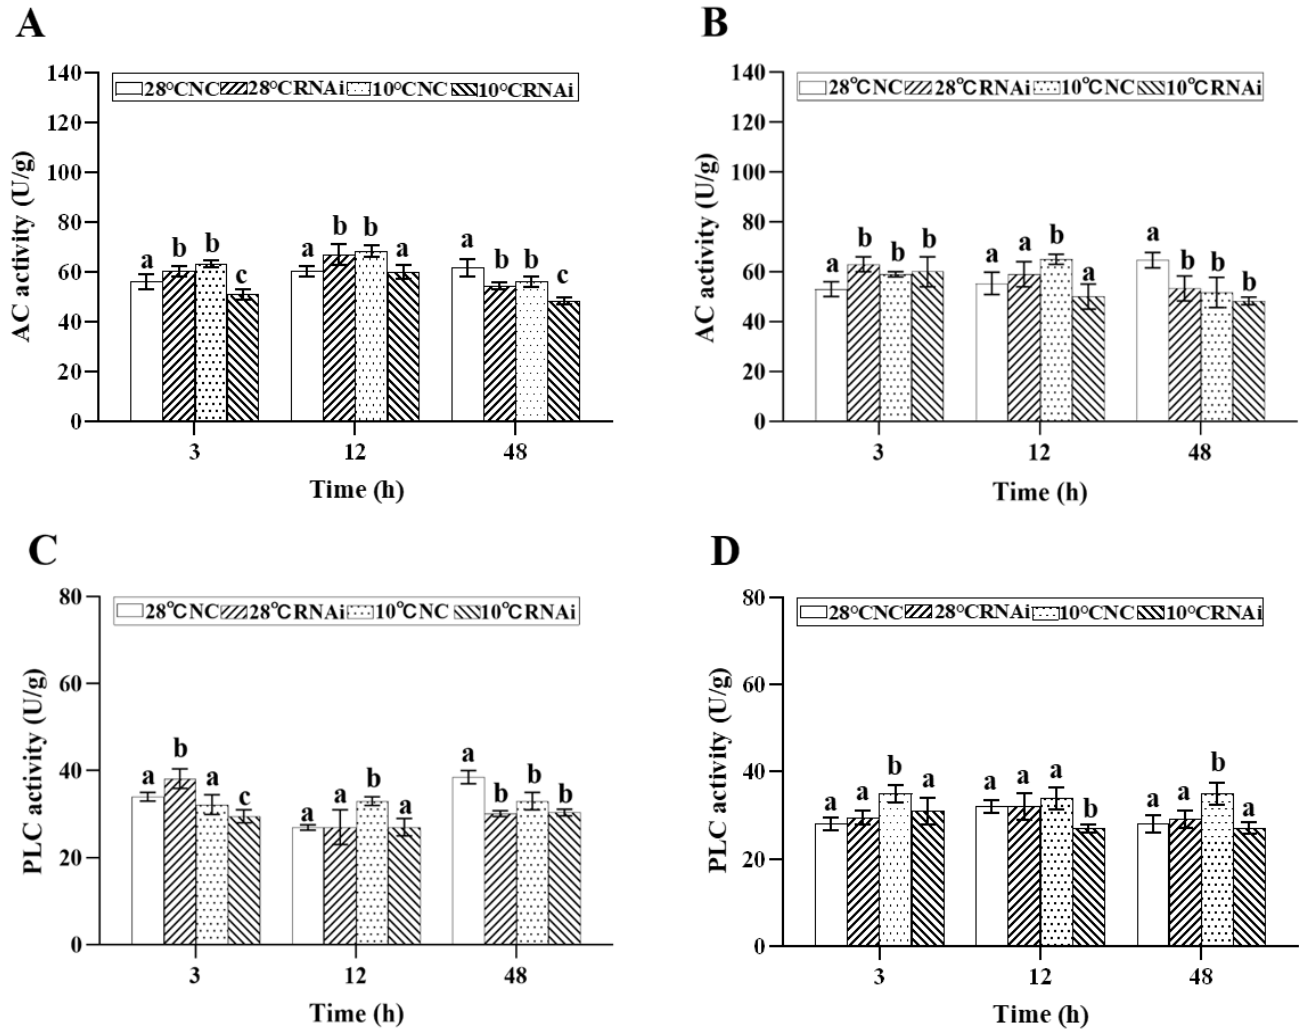 A
140
120
100
80
60
40
20
0
AC activity (U/g)
28°CNC 28°CRNAi 10°CNC 10°CRNAi
a b b c
a b b a
a b b c
3 12 48
Time (h)
B
140
120
100
80
60
40
20
0
AC activity (U/g)
28℃NC 28℃RNAi 10℃NC 10℃RNAi
a b b b
a a b a
a b b b
3 12 48
Time (h)
C
80
60
40
20
0
PLC activity (U/g)
28℃NC 28℃RNAi 10℃NC 10℃RNAi
a b a c
a a b a
a b b b
3 12 48
Time (h)
D
80
60
40
20
0
PLC activity (U/g)
28°CNC 28°CRNAi 10°CNC 10°CRNAi
a a b a
a a a b
a a b a
3 12 48
Time (h)